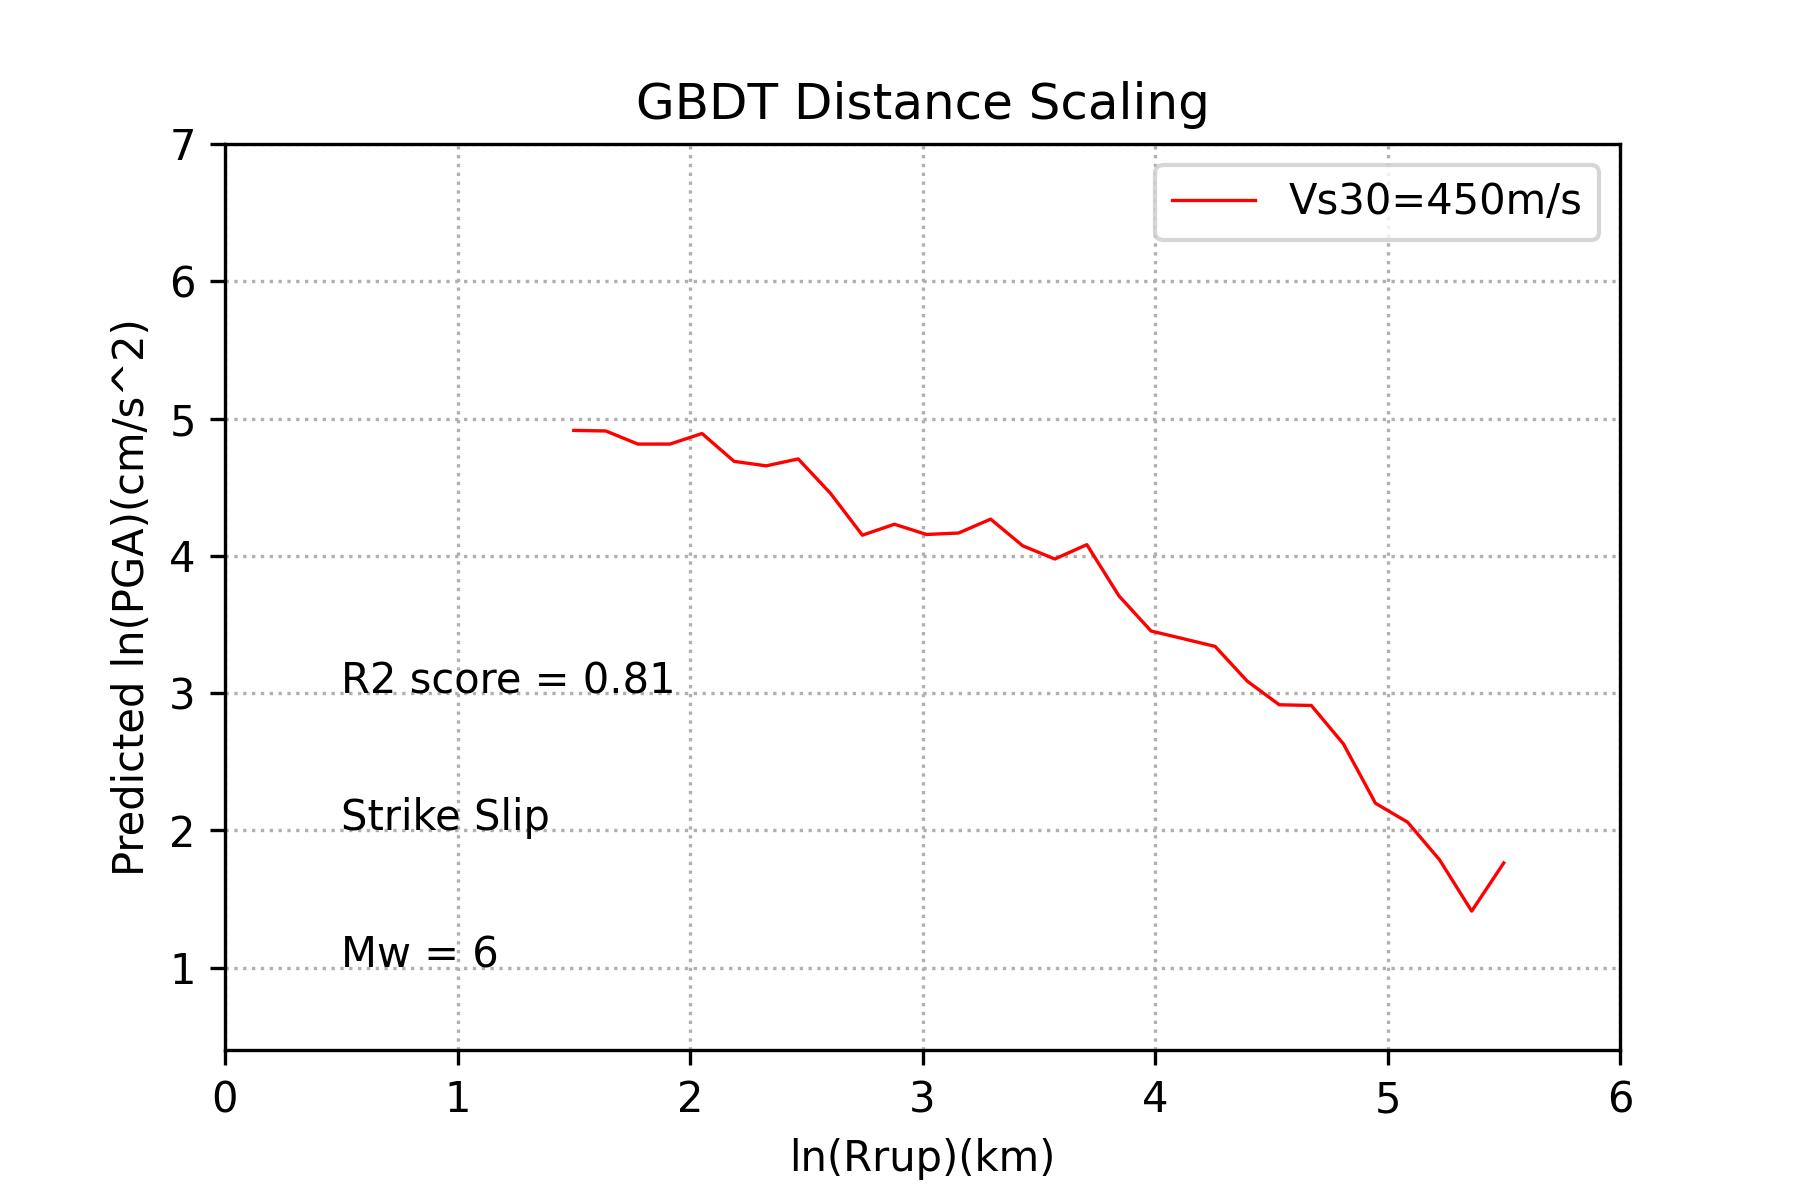 GBDT Distance Scaling
7
6
5
4
3
2
1
Predicted ln(PGA)(cm/s^2)
Vs30=450m/s
R2 score = 0.81
Strike Slip
Mw = 6
0 1 2 3 4 5 6
ln(Rrup)(km)